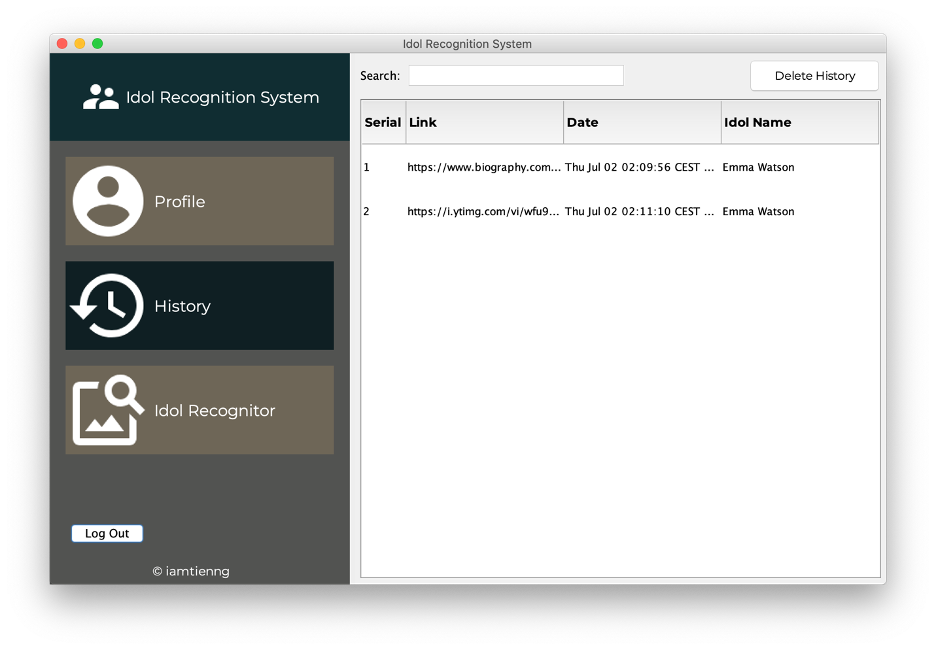 Idol Recognition System
Idol Recognition System
Profile
History
Idol Recognitor
Log Out
© iamtienng
Search:
Delete History
Serial Link Date Idol Name
1 https://www.biography.com... Thu Jul 02 02:09:56 CEST ... Emma Watson
2 https://i.ytimg.com/vi/wfu9... Thu Jul 02 02:11:10 CEST ... Emma Watson